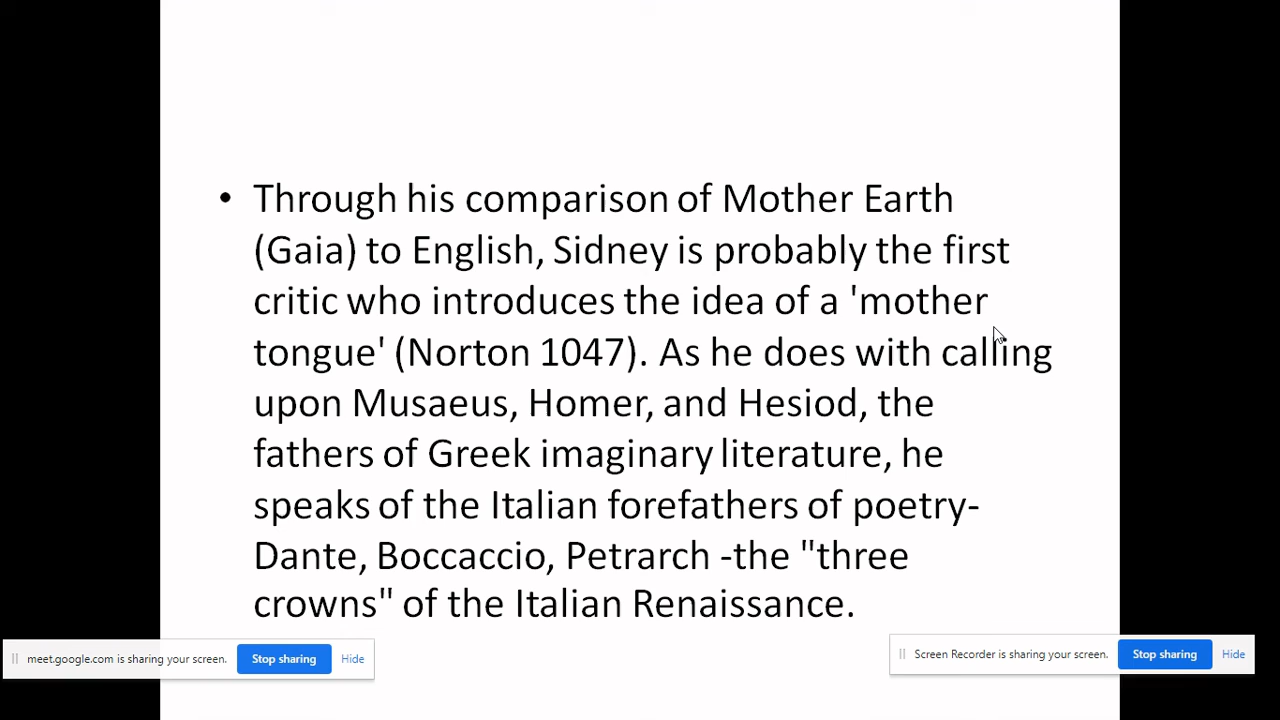 • Through his comparison of Mother Earth
(Gaia) to English, Sidney is probably the first
critic who introduces the idea of a 'mother
tongue' (Norton 1047). As he does with calling
upon Musaeus, Homer, and Hesiod, the
fathers of Greek imaginary literature, he
speaks of the Italian forefathers of poetry-
Dante, Boccaccio, Petrarch -the "three
crowns" of the Italian Renaissance.
meet.google.com is sharing your screen. Stop sharing Hide
Screen Recorder is sharing your screen. Stop sharing Hide